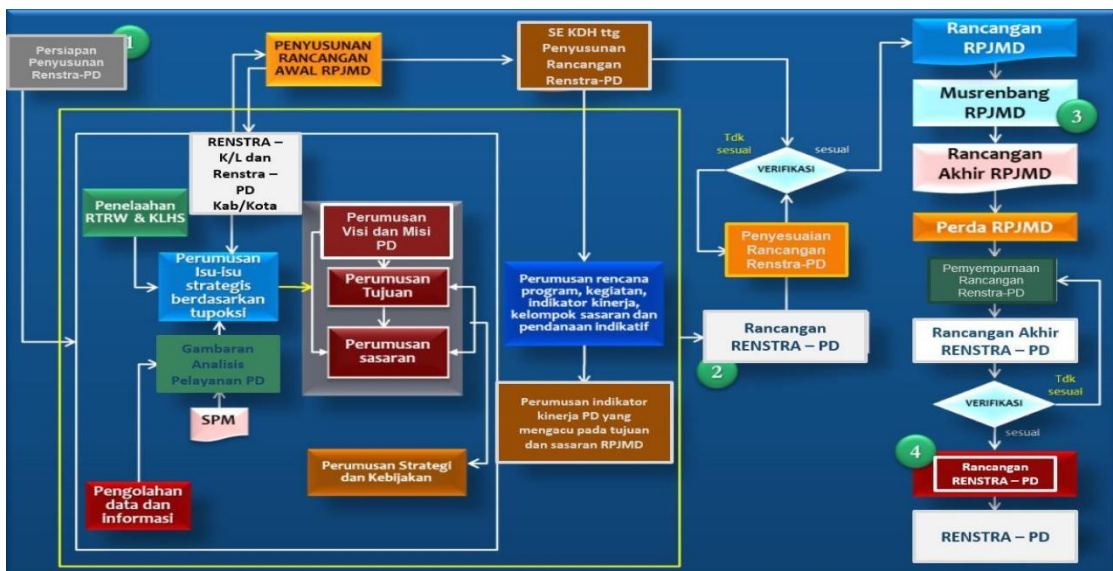 Persiapan
Penyusunan
Renstra-PD
1
PENYUSUNAN
RANCANGAN
AWAL RPJMD
SE KDH ttg
Penyusunan
Rancangan
Renstra-PD
Rancangan
RPJMD
Musrenbang
RPJMD
3
Rancangan
Akhir RPJMD
Perda RPJMD
Pemyempurnaan
Rancangan
Renstra-PD
Rancangan Akhir
RENSTRA – PD
Tdk
sesuai
VERIFIKASI
sesuai
4
Rancangan
RENSTRA – PD
RENSTRA – PD
Tdk
sesuai
sesuai
VERIFIKASI
Penyesuaian
Rancangan
Renstra-PD
Rancangan
RENSTRA – PD
2
RENSTRA –
K/L dan
Renstra –
PD
Kab/Kota
Penelaahan
RTRW & KLHS
Perumusan
Isu-isu
strategis
berdasarkan
tupoksi
Gambaran
Analisis
Pelayanan PD
SPM
Pengolahan
data dan
informasi
Perumusan
Visi dan Misi
PD
Perumusan
Tujuan
Perumusan
sasaran
Perumusan Strategi
dan Kebijakan
Perumusan rencana
program, kegiatan,
indikator kinerja,
kelompok sasaran dan
pendanaan indikatif
Perumusan indikator
kinerja PD yang
mengacu pada tujuan
dan sasaran RPJMD